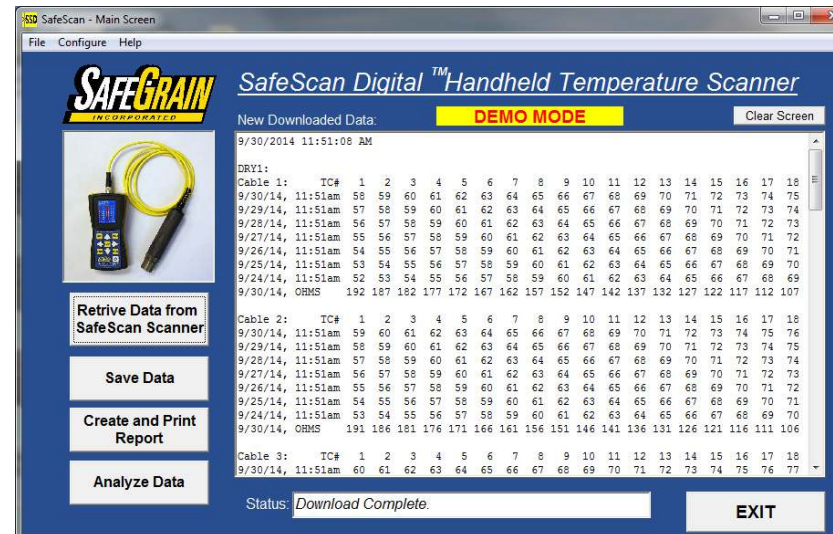 SSD SafeScan - Main Screen
File Configure Help
SAFEGRAIN
INCORPORATED
SafeScan Digital ™Handheld Temperature Scanner
New Downloaded Data:
DEMO MODE
Clear Screen
9/30/2014 11:51:08 AM
DRY1:
Cable 1: TC# 1 2 3 4 5 6 7 8 9 10 11 12 13 14 15 16 17 18
9/30/14, 11:51am 58 59 60 61 62 63 64 65 66 67 68 69 70 71 72 73 74 75
9/29/14, 11:51am 57 58 59 60 61 62 63 64 65 66 67 68 69 70 71 72 73 74
9/28/14, 11:51am 56 57 58 59 60 61 62 63 64 65 66 67 68 69 70 71 72 73
9/27/14, 11:51am 55 56 57 58 59 60 61 62 63 64 65 66 67 68 69 70 71 72
9/26/14, 11:51am 54 55 56 57 58 59 60 61 62 63 64 65 66 67 68 69 70 71
9/25/14, 11:51am 53 54 55 56 57 58 59 60 61 62 63 64 65 66 67 68 69 70
9/24/14, 11:51am 52 53 54 55 56 57 58 59 60 61 62 63 64 65 66 67 68 69
9/30/14, OHMS 192 187 182 177 172 167 162 157 152 147 142 137 132 127 122 117 112 107
Cable 2: TC# 1 2 3 4 5 6 7 8 9 10 11 12 13 14 15 16 17 18
9/30/14, 11:51am 59 60 61 62 63 64 65 66 67 68 69 70 71 72 73 74 75 76
9/29/14, 11:51am 58 59 60 61 62 63 64 65 66 67 68 69 70 71 72 73 74 75
9/28/14, 11:51am 57 58 59 60 61 62 63 64 65 66 67 68 69 70 71 72 73 74
9/27/14, 11:51am 56 57 58 59 60 61 62 63 64 65 66 67 68 69 70 71 72 73
9/26/14, 11:51am 55 56 57 58 59 60 61 62 63 64 65 66 67 68 69 70 71 72
9/25/14, 11:51am 54 55 56 57 58 59 60 61 62 63 64 65 66 67 68 69 70 71
9/24/14, 11:51am 53 54 55 56 57 58 59 60 61 62 63 64 65 66 67 68 69 70
9/30/14, OHMS 191 186 181 176 171 166 161 156 151 146 141 136 131 126 121 116 111 106
Cable 3: TC# 1 2 3 4 5 6 7 8 9 10 11 12 13 14 15 16 17 18
9/30/14, 11:51am 60 61 62 63 64 65 66 67 68 69 70 71 72 73 74 75 76 77
Retrive Data from
SafeScan Scanner
Save Data
Create and Print
Report
Analyze Data
Status: Download Complete.
EXIT